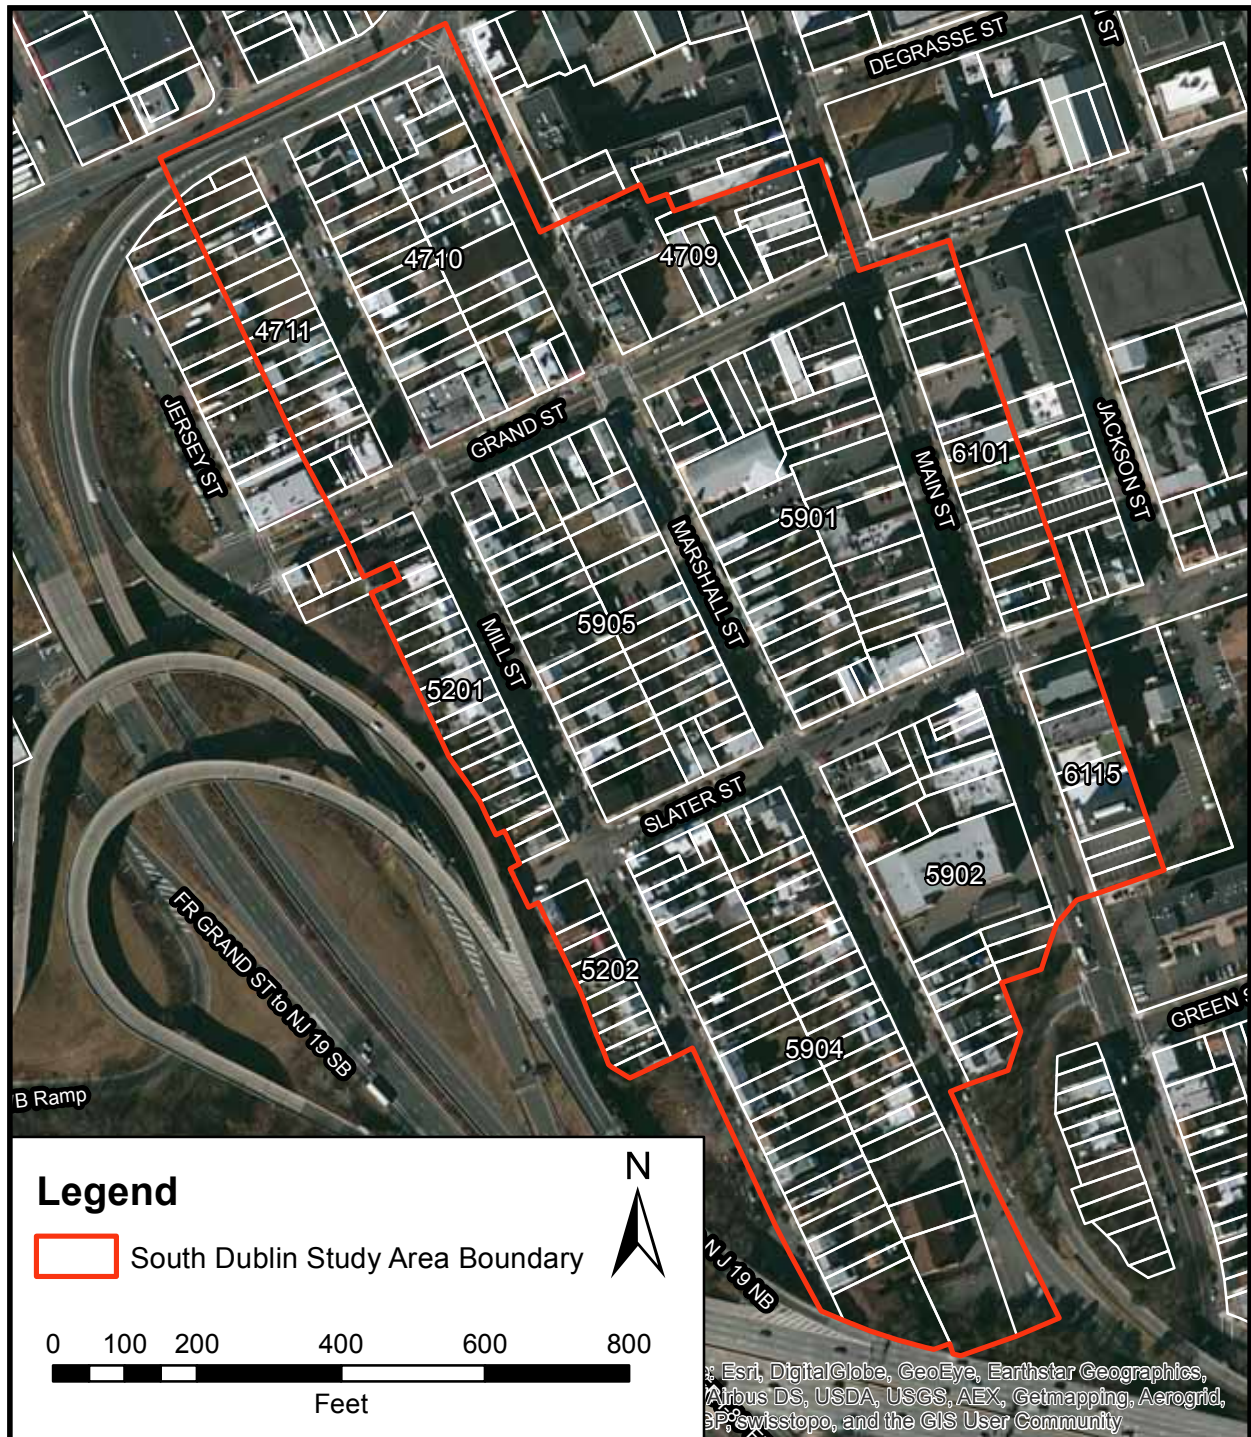 DEGRASSE ST
ST
4710
4709
4711
JERSEY ST
GRAND ST
6101
JACKSON ST
MAIN ST
5901
MARSHALL ST
5905
MILL ST
5201
6115
SLATER ST
5902
FR GRAND ST to NJ 19 SB
5202
GREEN
5904
B Ramp
Legend
N
South Dublin Study Area Boundary
N J 19 NB
0 100 200 400 600 800
Feet
Esri, DigitalGlobe, GeoEye, Earthstar Geographics,
Airbus DS, USDA, USGS, AEX, Getmapping, Aerogrid,
swisstopo, and the GIS User Community